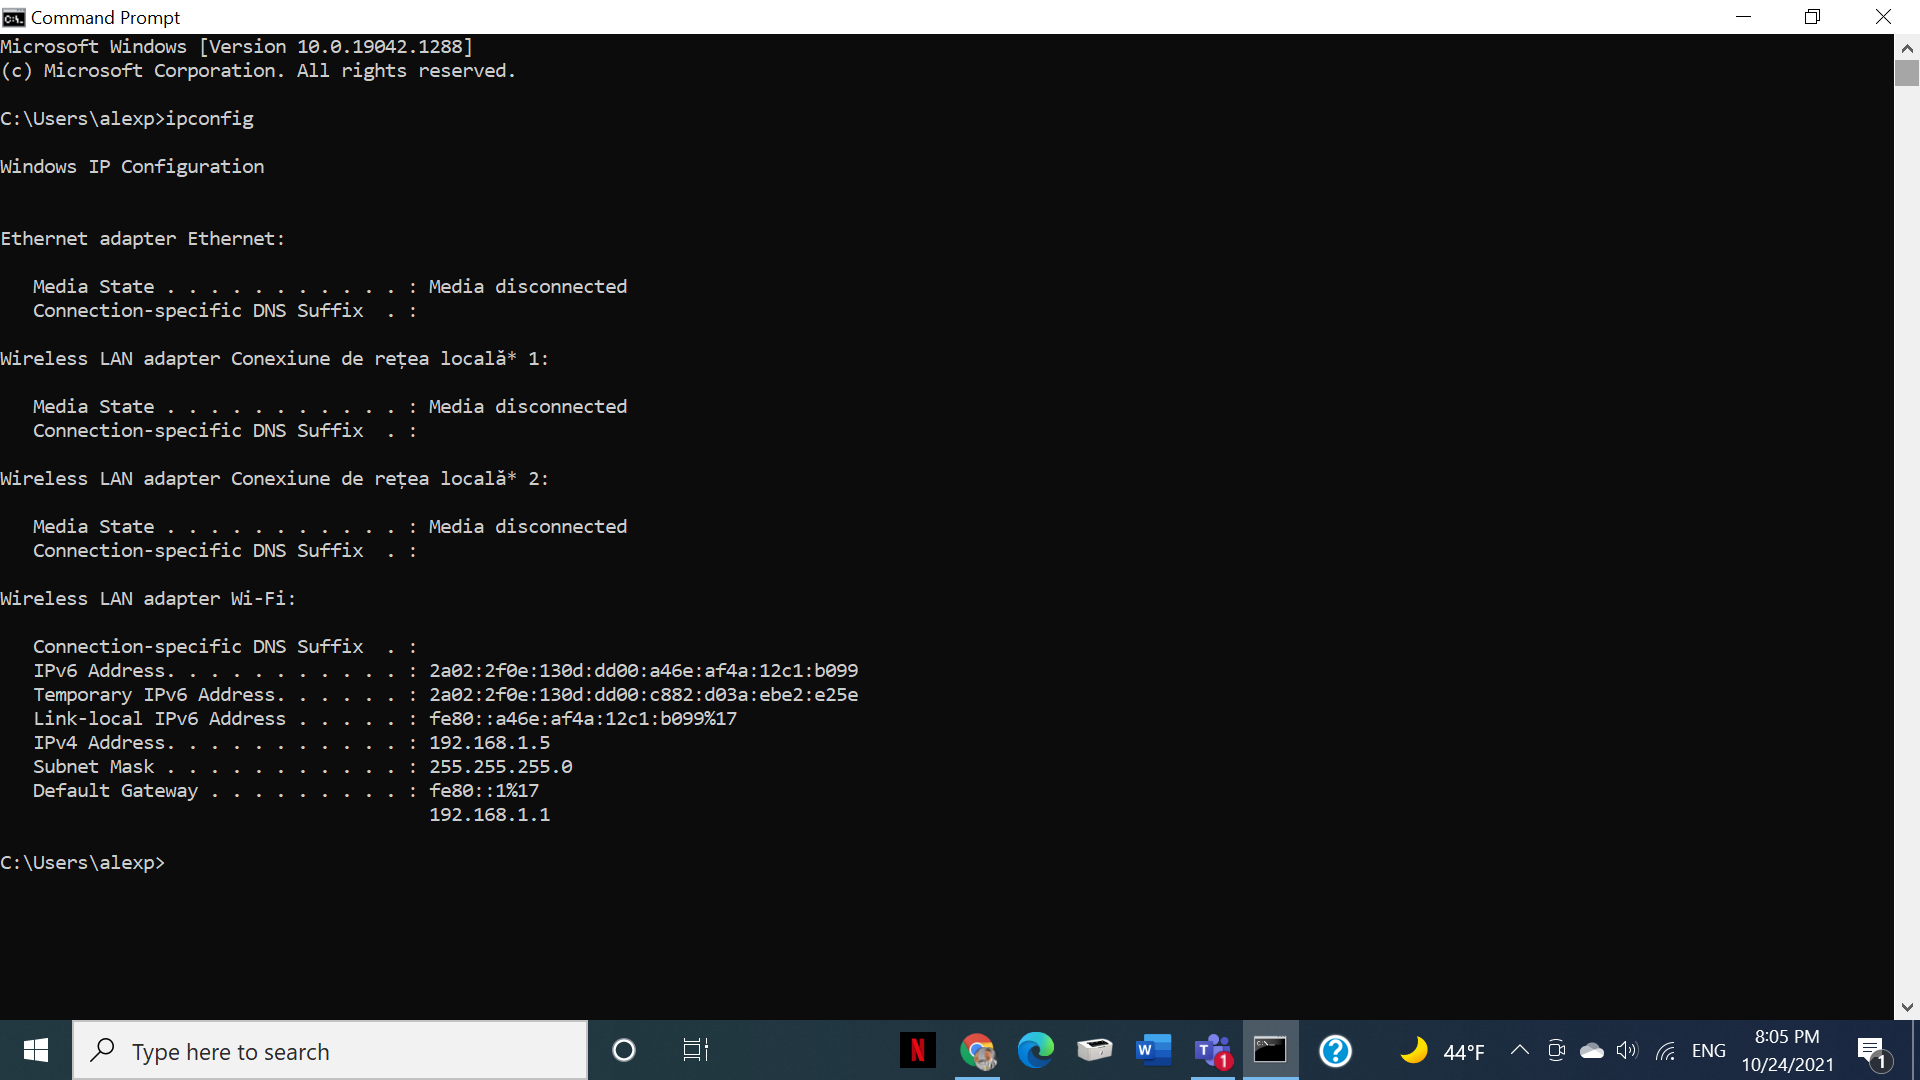 Command Prompt
Microsoft Windows [Version 10.0.19042.1288]
(c) Microsoft Corporation. All rights reserved.
C:\Users\alexp>ipconfig
Windows IP Configuration
Ethernet adapter Ethernet:
Media State . . . . . . . . . . . : Media disconnected
Connection-specific DNS Suffix  . :
Wireless LAN adapter Conexiune de rețea locală* 1:
Media State . . . . . . . . . . . : Media disconnected
Connection-specific DNS Suffix  . :
Wireless LAN adapter Conexiune de rețea locală* 2:
Media State . . . . . . . . . . . : Media disconnected
Connection-specific DNS Suffix  . :
Wireless LAN adapter Wi-Fi:
Connection-specific DNS Suffix  . :
IPv6 Address. . . . . . . . . . . : 2a02:2f0e:130d:dd00:a46e:af4a:12c1:b099
Temporary IPv6 Address. . . . . . : 2a02:2f0e:130d:dd00:c882:d03a:ebe2:e25e
Link-local IPv6 Address . . . . . : fe80::a46e:af4a:12c1:b099%17
IPv4 Address. . . . . . . . . . . : 192.168.1.5
Subnet Mask . . . . . . . . . . . : 255.255.255.0
Default Gateway . . . . . . . . . : fe80::1%17
192.168.1.1
C:\Users\alexp>
Type here to search
N
W
T
1
?
44°F
ENG
8:05 PM
10/24/2021
1